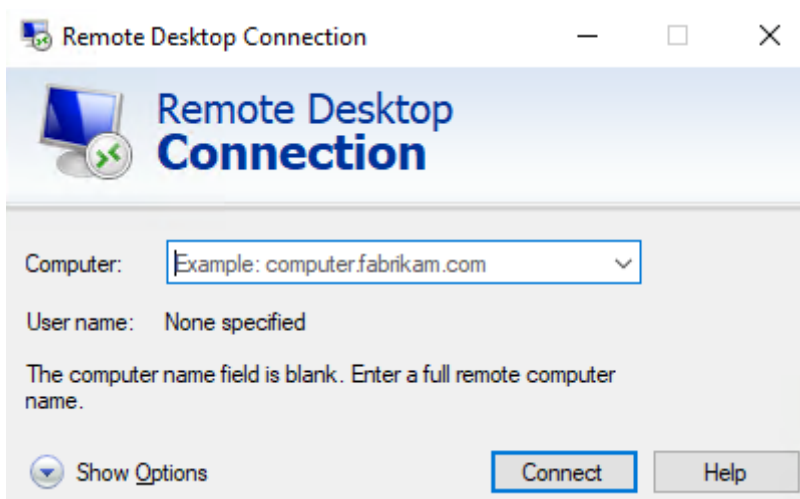 Remote Desktop Connection
Remote Desktop
Connection
Computer: Example: computer.fabrikam.com
User name: None specified
The computer name field is blank. Enter a full remote computer
name.
Show Options Connect Help